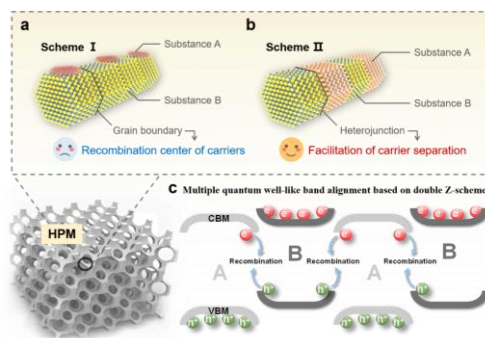 a
Scheme Ⅰ
Substance A
Substance B
Grain boundary
Recombination center of carriers
b
Scheme Ⅱ
Substance A
Substance B
Heterojunction
Facilitation of carrier separation
HPM
c Multiple quantum well-like band alignment based on double Z-scheme
CBM
e⁻ e⁻ e⁻ e⁻
e⁻ e⁻ e⁻ e⁻
e⁻
e⁻
e⁻
B
B
Recombination
Recombination
Recombination
A
A
h⁺
h⁺
h⁺
VBM
h⁺ h⁺ h⁺ h⁺
h⁺ h⁺ h⁺ h⁺